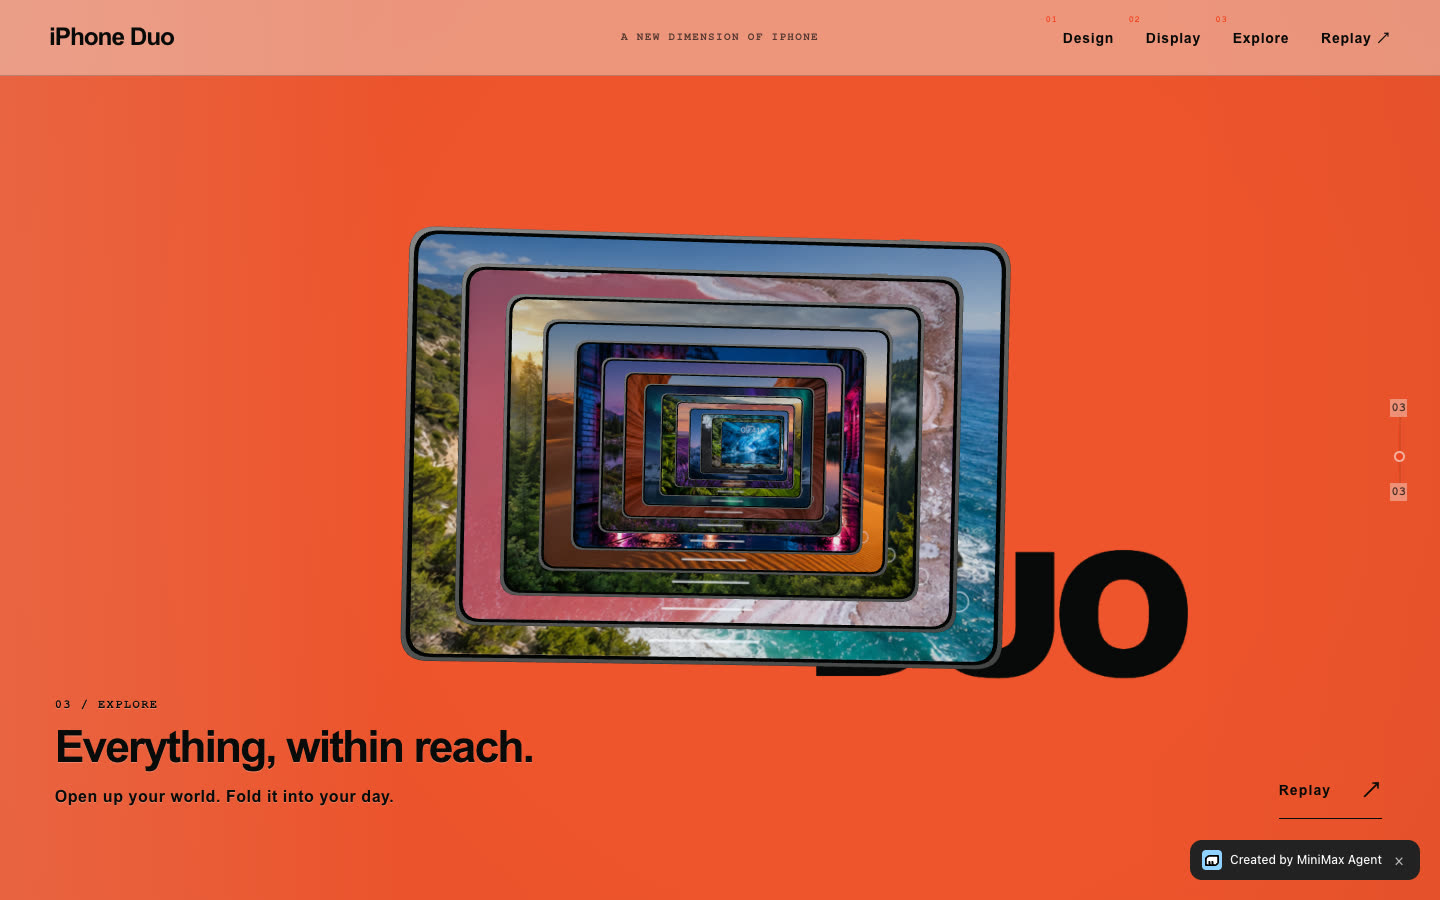 iPhone Duo
A NEW DIMENSION OF IPHONE
01
Design
02
Display
03
Explore
Replay ↗
03
03
DUO
03 / EXPLORE
Everything, within reach.
Open up your world. Fold it into your day.
Replay ↗
Created by MiniMax Agent ×